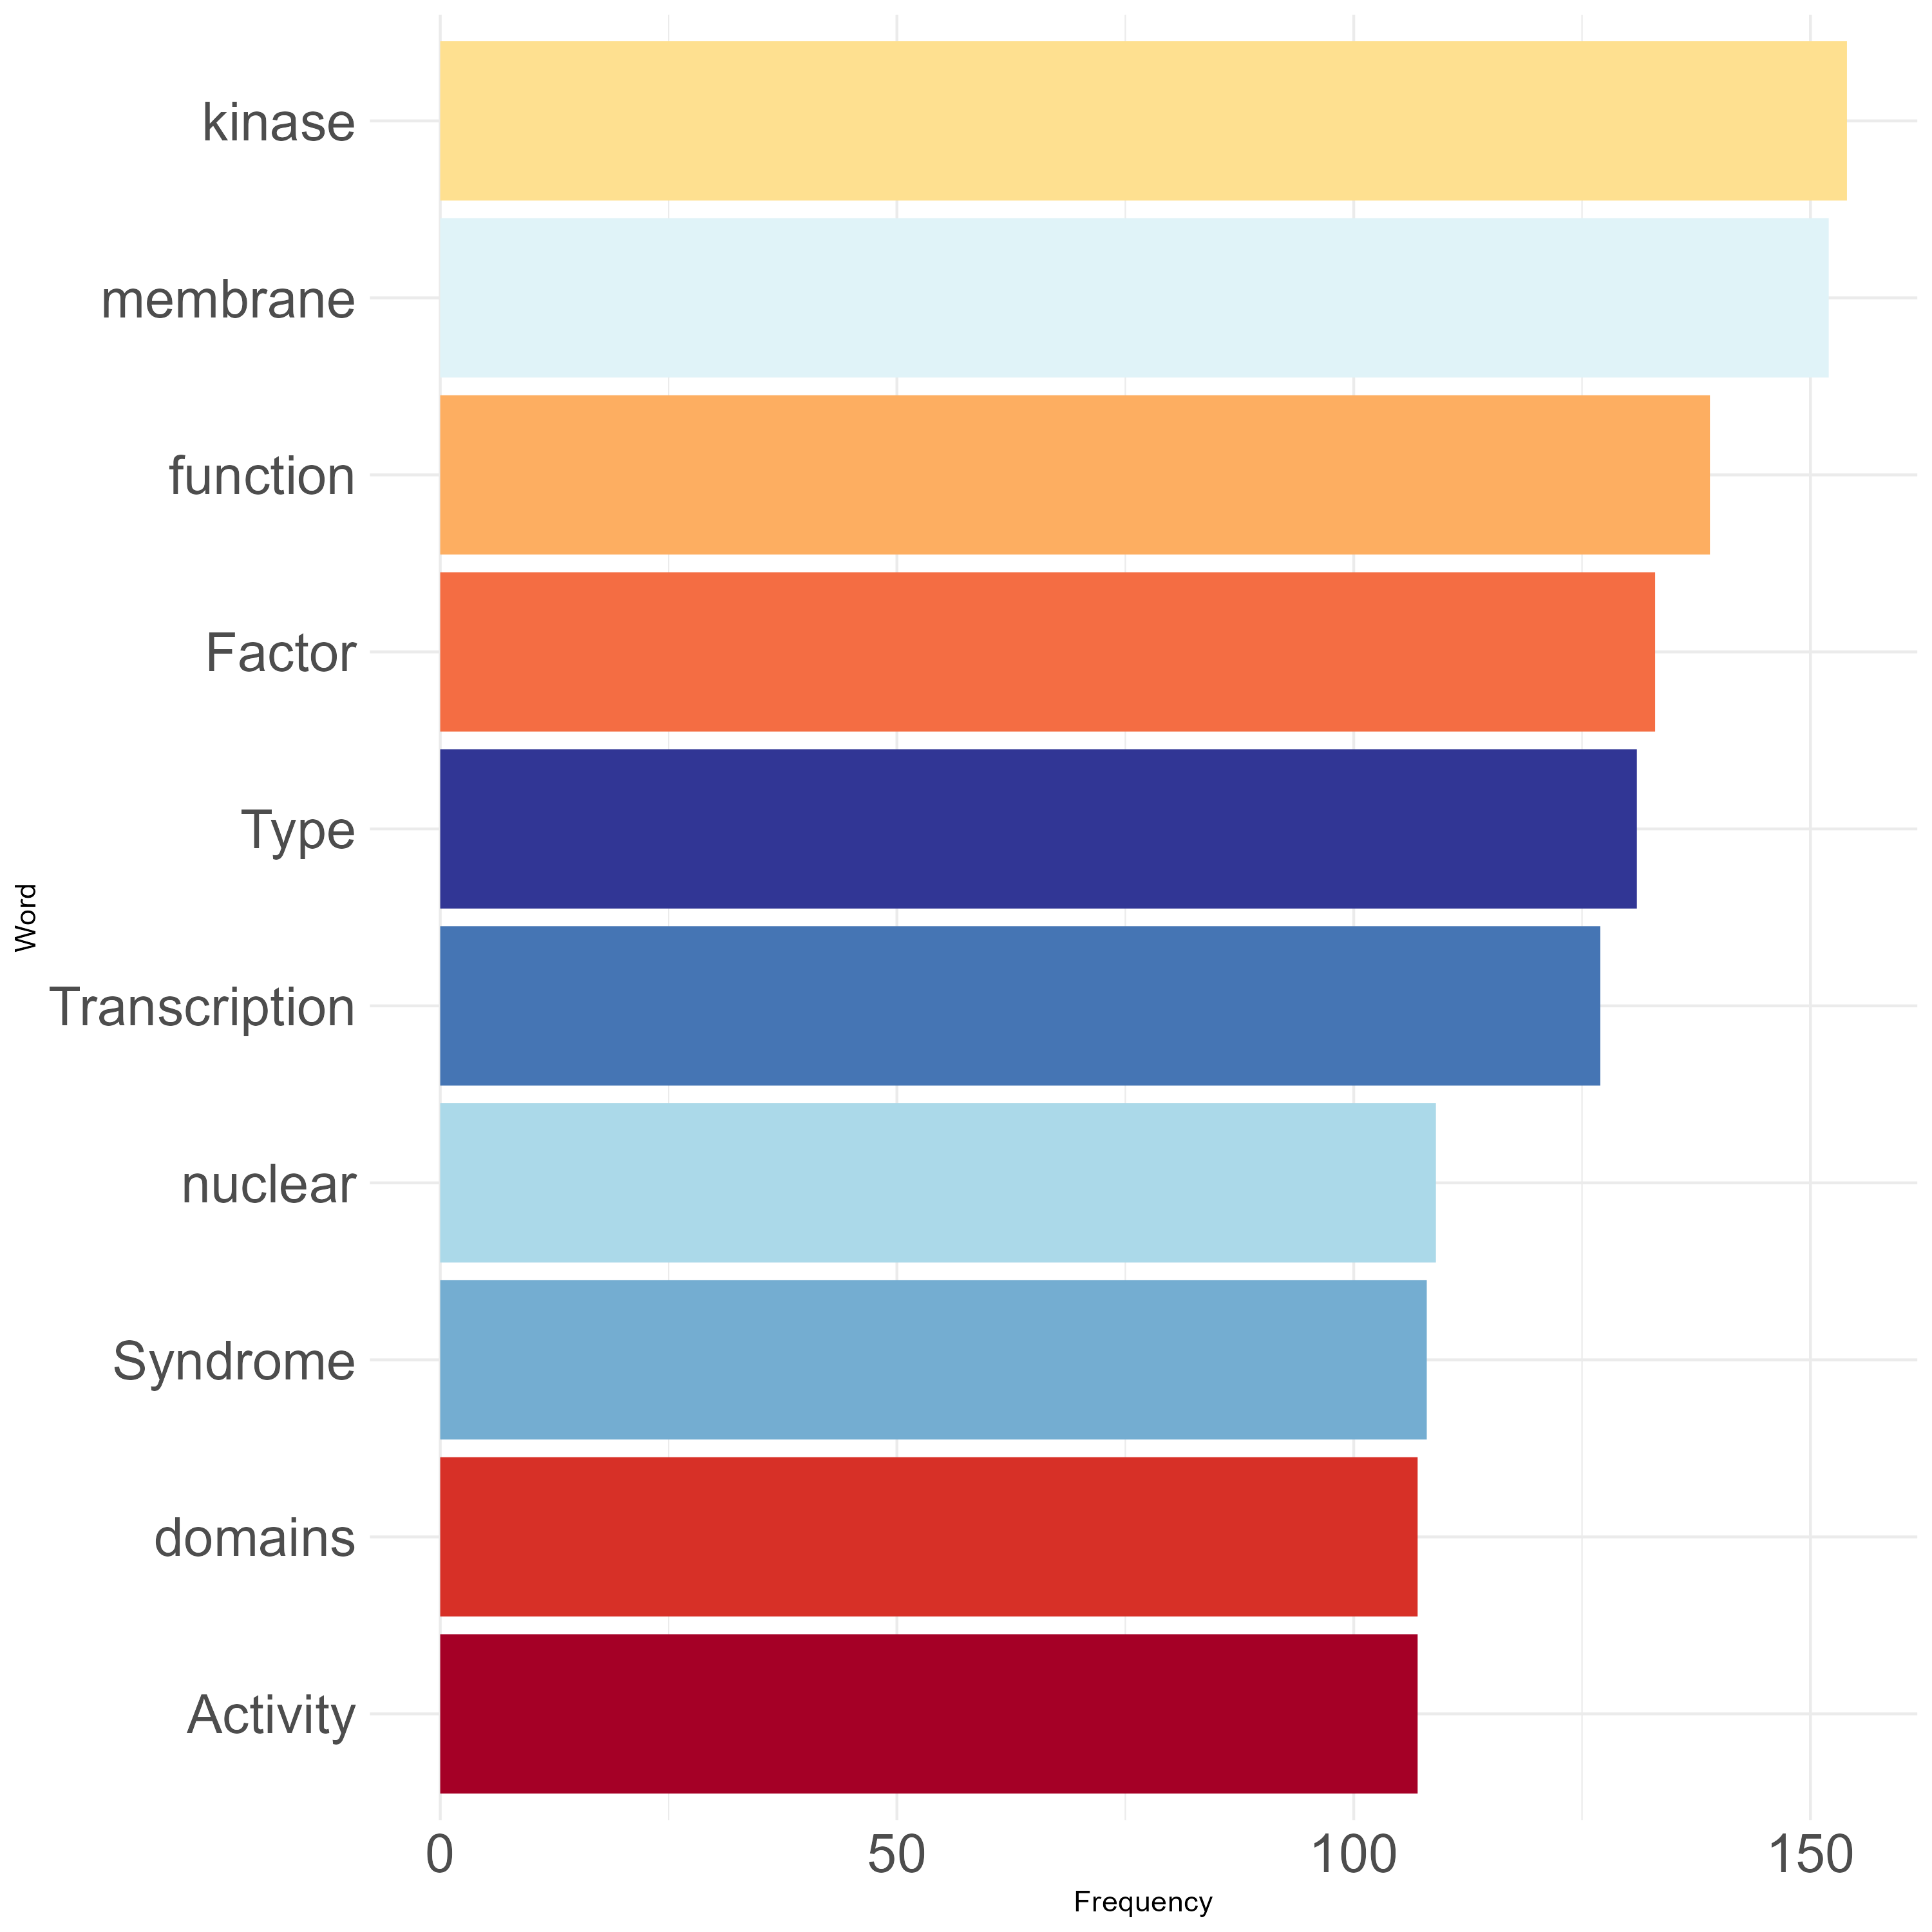 kinase
membrane
function
Factor
Type
Transcription
nuclear
Syndrome
domains
Activity
Word
0 50 100 150
Frequency